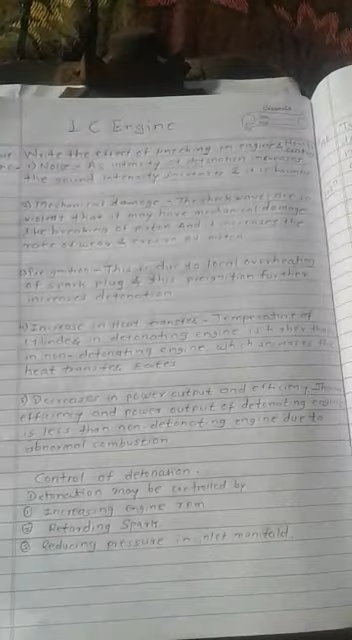 I C Engine
Write the effect of knocking in engine & How it control
1) Noise - As intensity of detonation increases
the sound intensity increases & it is harmful
2) Mechanical damage - The shock waves are so
violent that it may have mechanical damage
like breaking of piston And it increases the
rate of wear & erosion of piston
3) Pre ignition - This is due to local overheating
of spark plug & this preignition further
increases detonation
4) Increase in Heat transfer - Temperature of
cylinder in detonating engine is higher than
in non-detonating engine which increases the
heat transfer rates
5) Decreases in power output and efficiency The
efficiency and power output of detonating engine
is less than non-detonating engine due to
abnormal combustion
Control of detonation -
Detonation may be controlled by
① Increasing engine rpm
② Retarding Spark
③ Reducing pressure in inlet manifold.